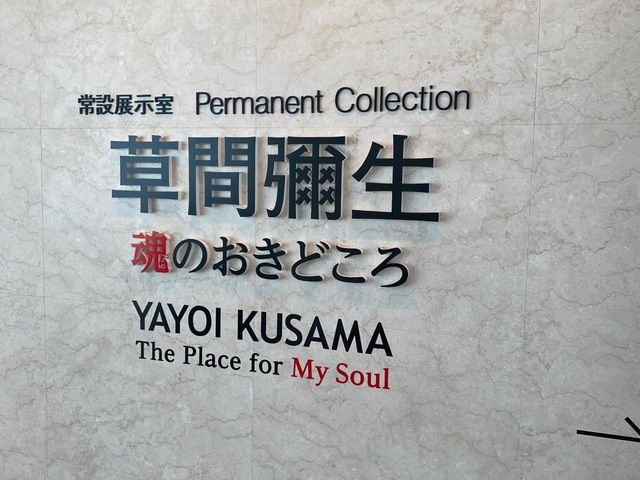 常設展示室 Permanent Collection
草間彌生
魂のおきどころ
YAYOI KUSAMA
The Place for My Soul